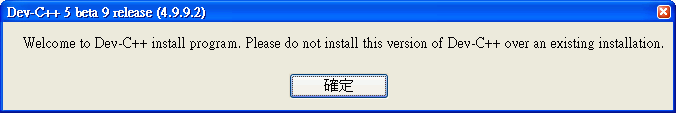 Dev-C++ 5 beta 9 release (4.9.9.2)
Welcome to Dev-C++ install program. Please do not install this version of Dev-C++ over an existing installation.
確定